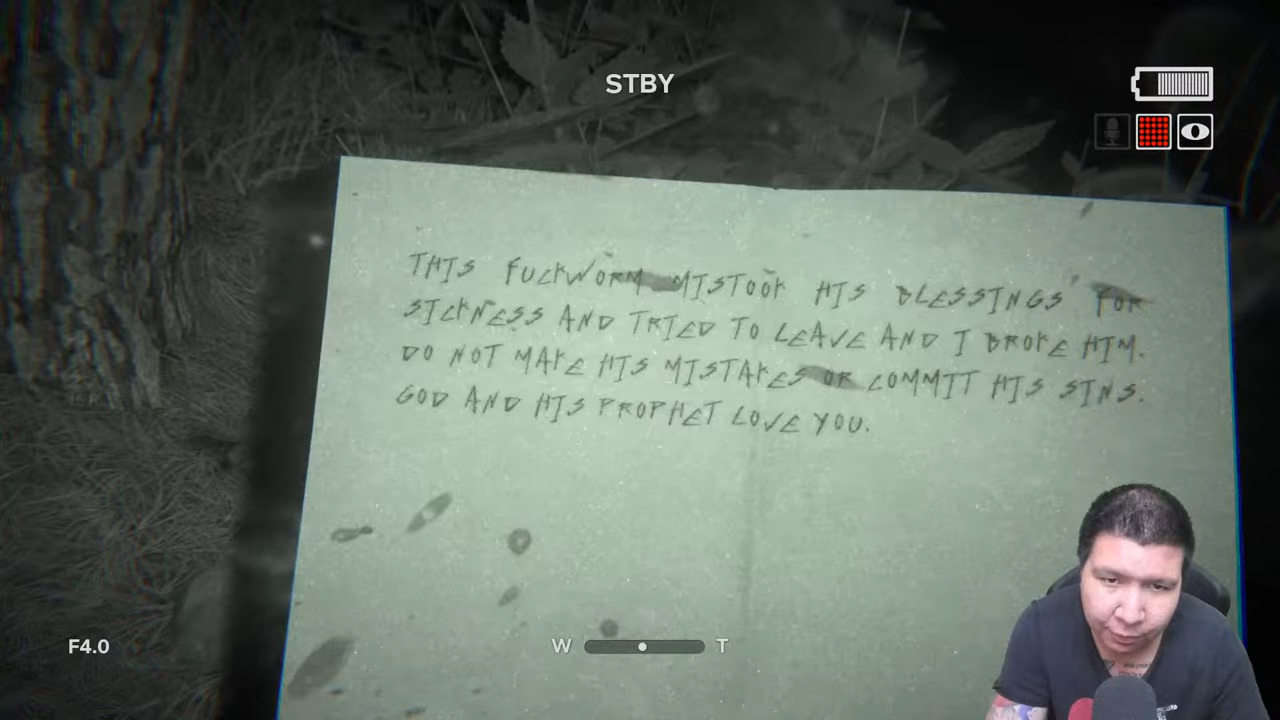 STBY
THIS FUCKWORM MISTOOK HIS BLESSINGS FOR
SICKNESS AND TRIED TO LEAVE AND I BROKE HIM.
DO NOT MAKE HIS MISTAKES OR COMMIT HIS SINS.
GOD AND HIS PROPHET LOVE YOU.
F4.0
W T